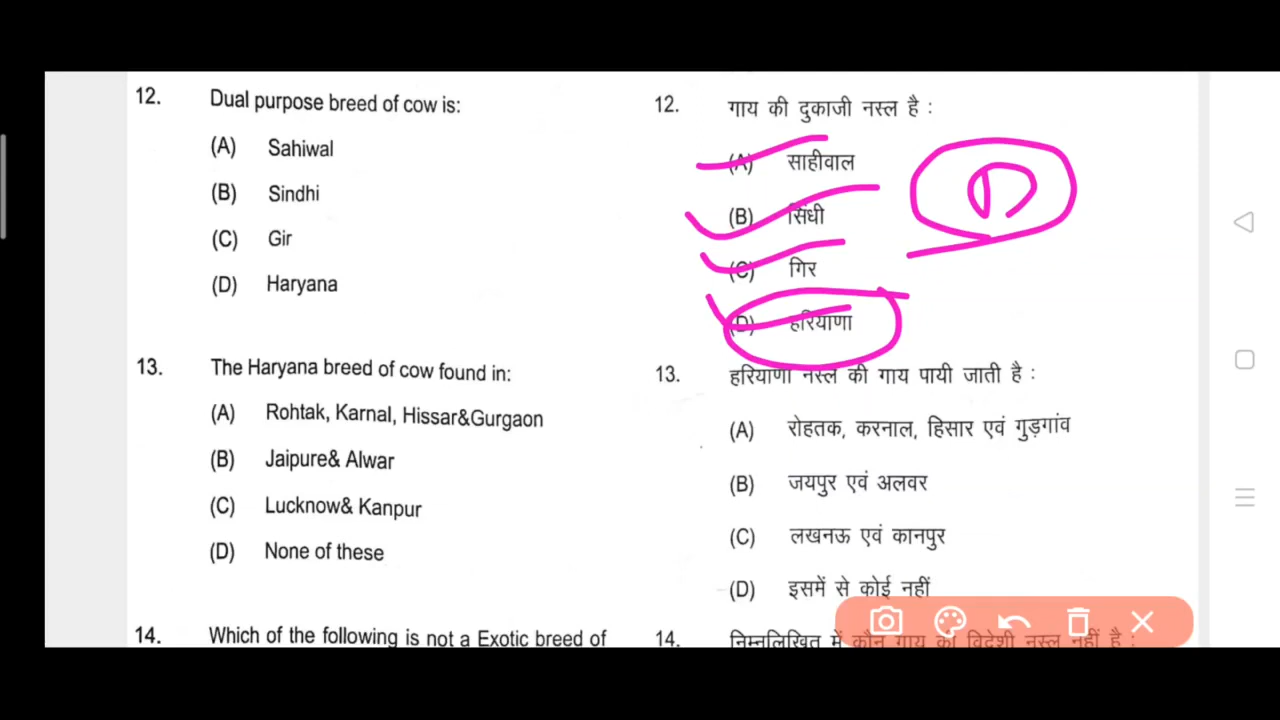 12. Dual purpose breed of cow is:
(A) Sahiwal
(B) Sindhi
(C) Gir
(D) Haryana
13. The Haryana breed of cow found in:
(A) Rohtak, Karnal, Hissar&Gurgaon
(B) Jaipure& Alwar
(C) Lucknow& Kanpur
(D) None of these
14. Which of the following is not a Exotic breed of
12. गाय की दुकाजी नस्ल है :
(A) साहीवाल
(B) सिंधी
(C) गिर
(D) हरियाणा
D
13. हरियाणा नस्ल की गाय पायी जाती है :
(A) रोहतक, करनाल, हिसार एवं गुड़गांव
(B) जयपुर एवं अलवर
(C) लखनऊ एवं कानपुर
(D) इसमें से कोई नहीं
14. निम्नलिखित में कौन गाय की विदेशी नस्ल नहीं है :